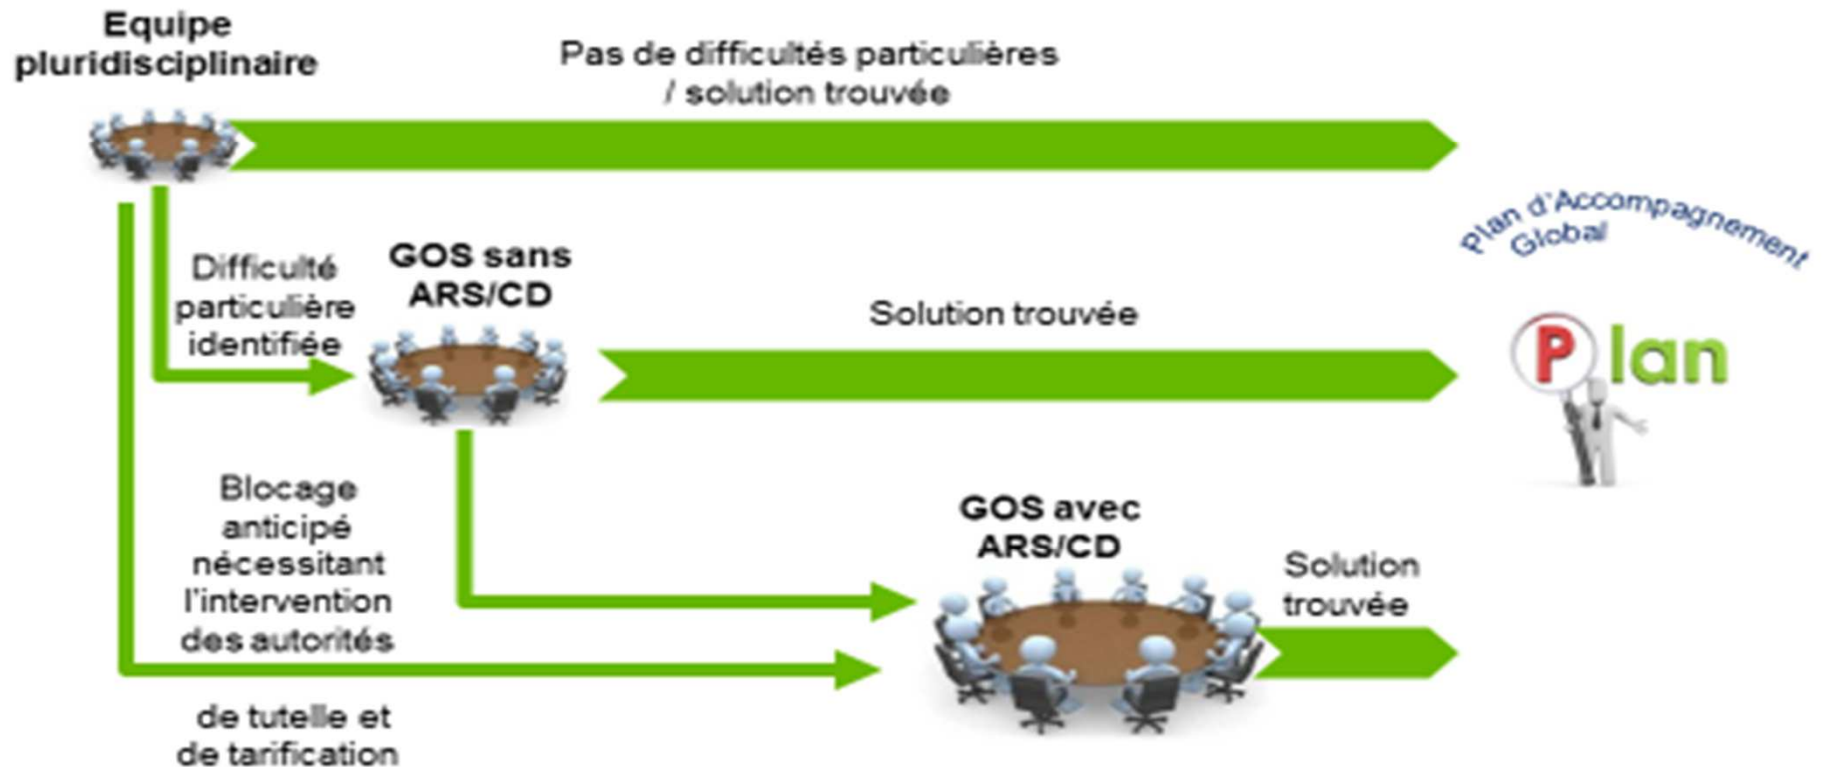 Equipe
pluridisciplinaire
Pas de difficultés particulières
/ solution trouvée
Plan d'Accompagnement
Global
Difficulté
particulière
identifiée
GOS sans
ARS/CD
Solution trouvée
Plan
Blocage
anticipé
nécessitant
l'intervention
des autorités
de tutelle et
de tarification
GOS avec
ARS/CD
Solution
trouvée